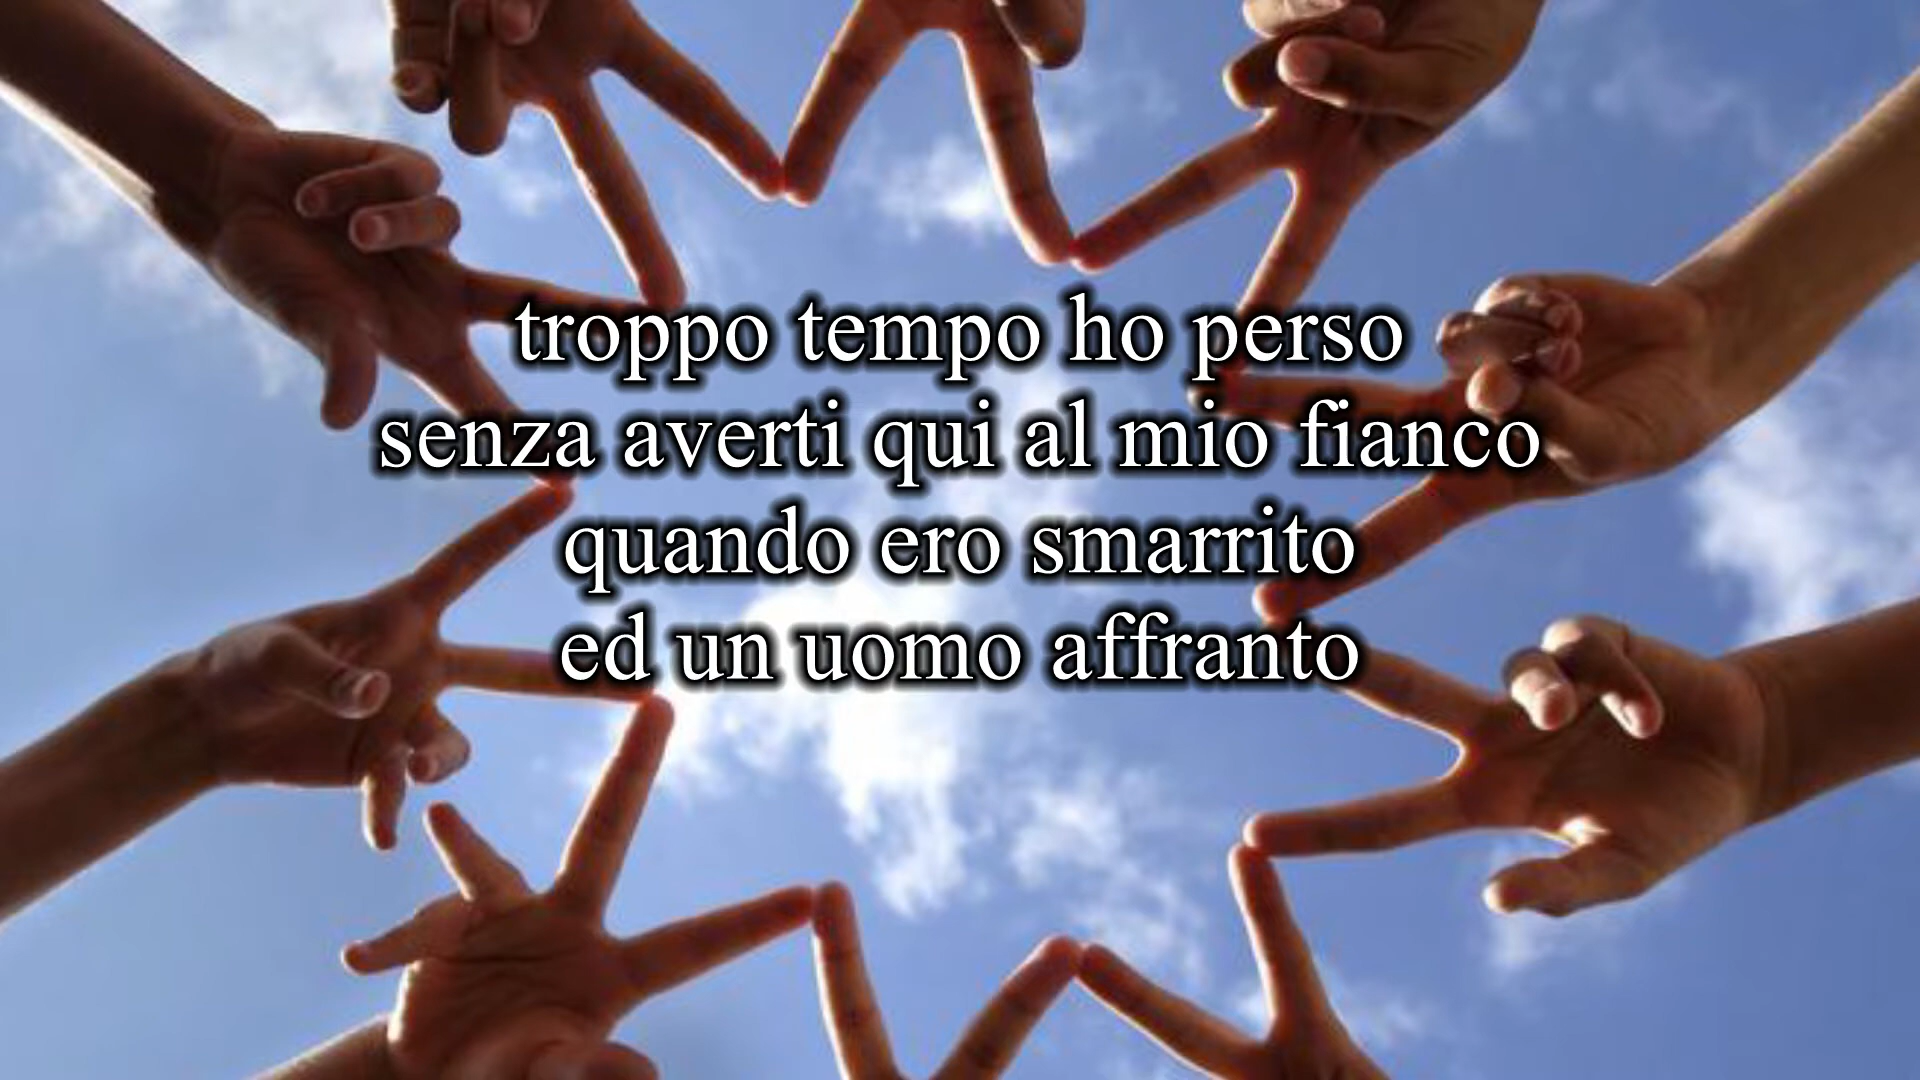 troppo tempo ho perso
senza averti qui al mio fianco
quando ero smarrito
ed un uomo affranto